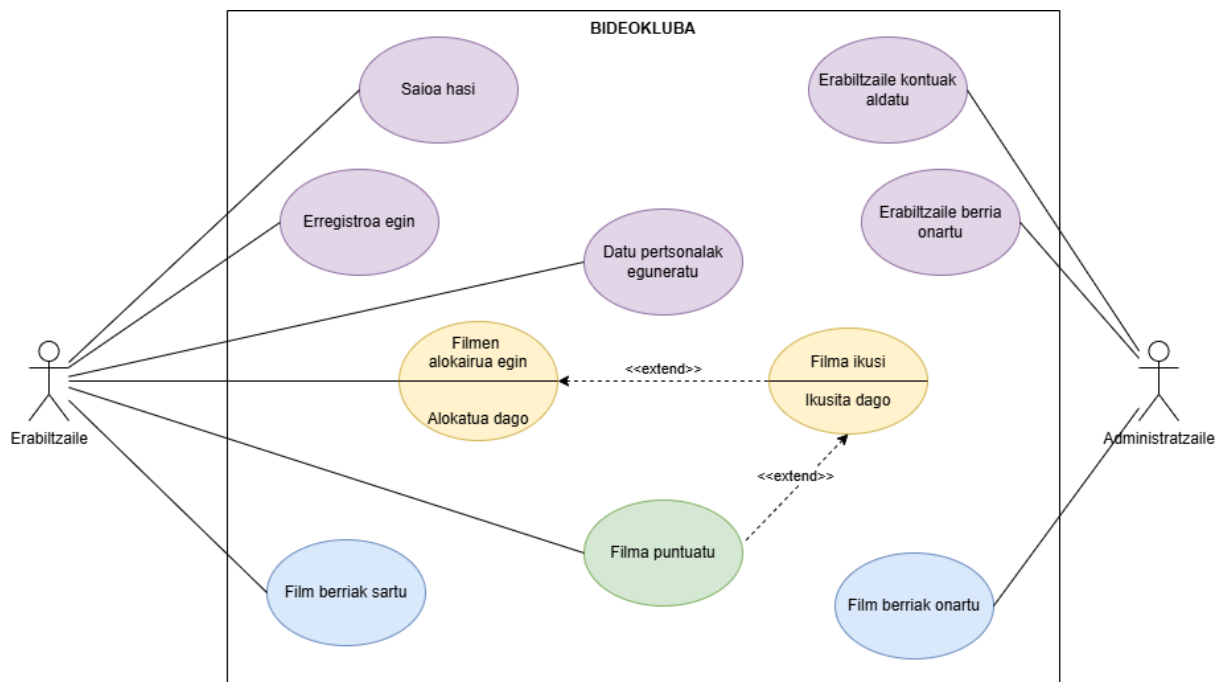 BIDEOKLUBA
Saioa hasi
Erabiltzaile kontuak
aldatu
Erregistroa egin
Erabiltzaile berria
onartu
Datu pertsonalak
eguneratu
Filmen
alokairua egin
Alokatua dago
<<extend>>
Filma ikusi
Ikusita dago
Erabiltzaile
Administratzaile
<<extend>>
Filma puntuatu
Film berriak sartu
Film berriak onartu